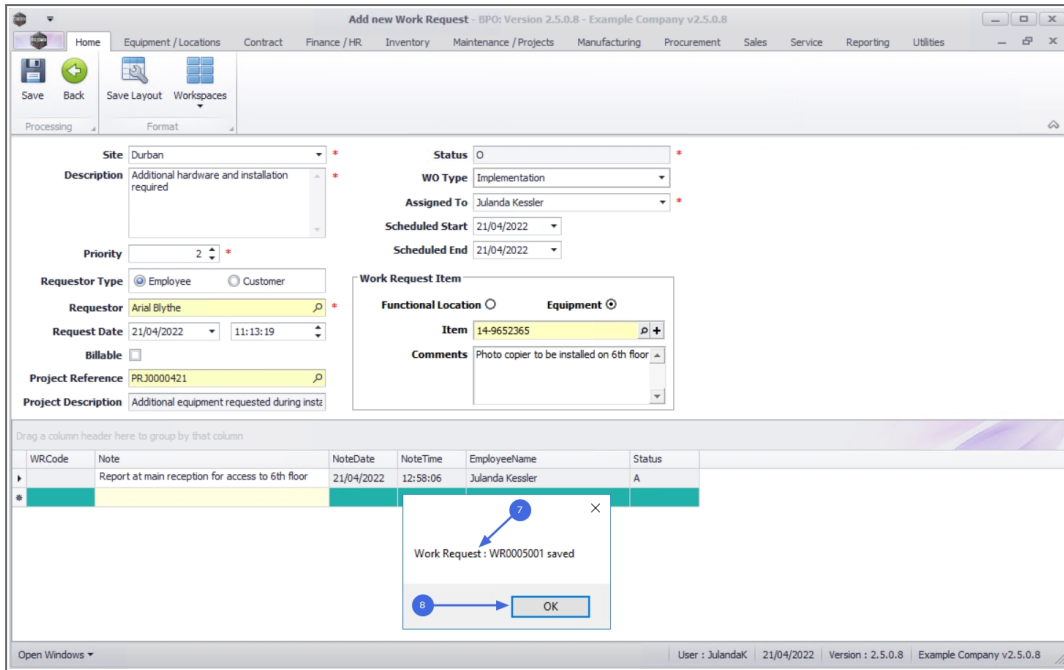 Add new Work Request - BPO: Version 2.5.0.8 - Example Company v2.5.0.8
Home Equipment / Locations Contract Finance / HR Inventory Maintenance / Projects Manufacturing Procurement Sales Service Reporting Utilities
Save Back Save Layout Workspaces
Processing Format
Site Durban * Status O *
Description Additional hardware and installation * WO Type Implementation
required
Assigned To Julanda Kessler *
Scheduled Start 21/04/2022
Priority 2 * Scheduled End 21/04/2022
Requestor Type Employee Customer Work Request Item
Requestor Arial Blythe * Functional Location Equipment
Request Date 21/04/2022 11:13:19 Item 14-9652365
Billable Comments Photo copier to be installed on 6th floor
Project Reference PRJ0000421
Project Description Additional equipment requested during insta
Drag a column header here to group by that column
WRCode Note NoteDate NoteTime EmployeeName Status
Report at main reception for access to 6th floor 21/04/2022 12:58:06 Julanda Kessler A
7
Work Request : WR0005001 saved
8 OK
Open Windows User : JulandaK 21/04/2022 Version : 2.5.0.8 Example Company v2.5.0.8